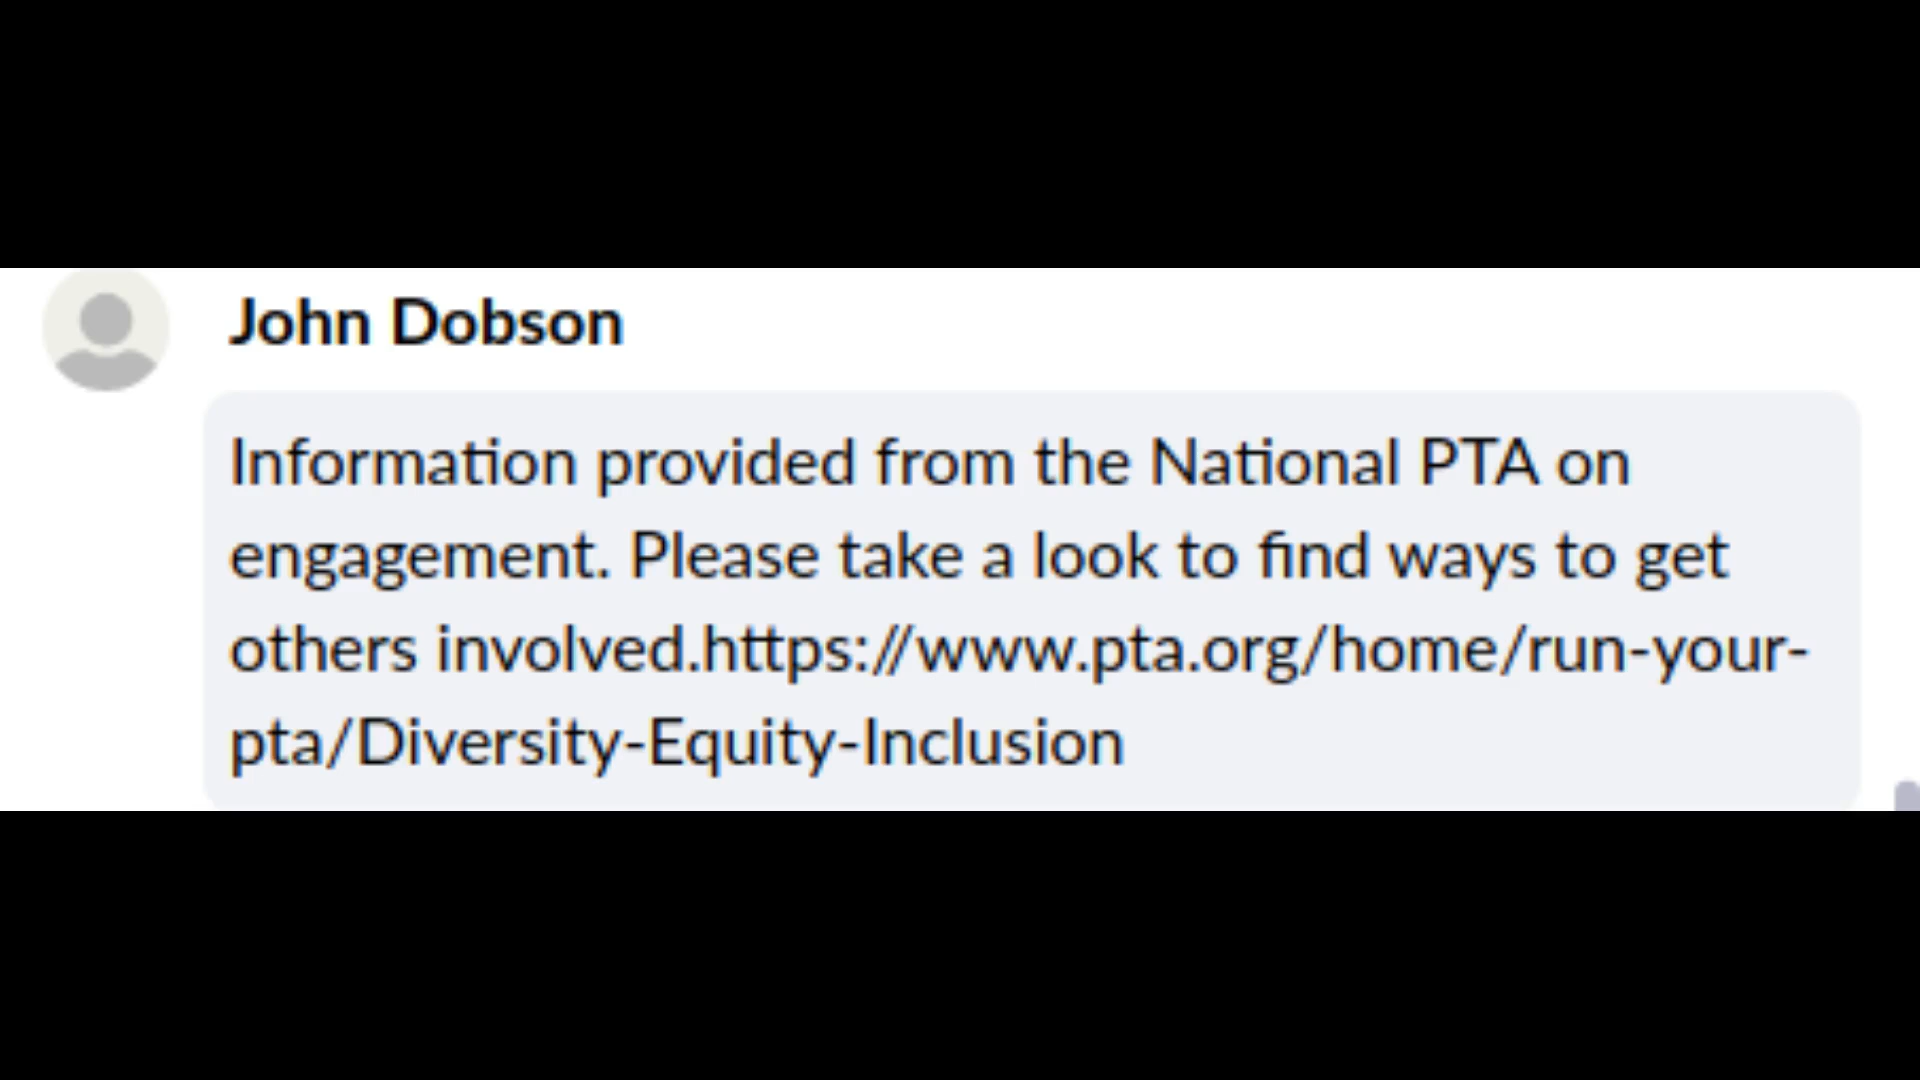 John Dobson
Information provided from the National PTA on
engagement. Please take a look to find ways to get
others involved.https://www.pta.org/home/run-your-
pta/Diversity-Equity-Inclusion